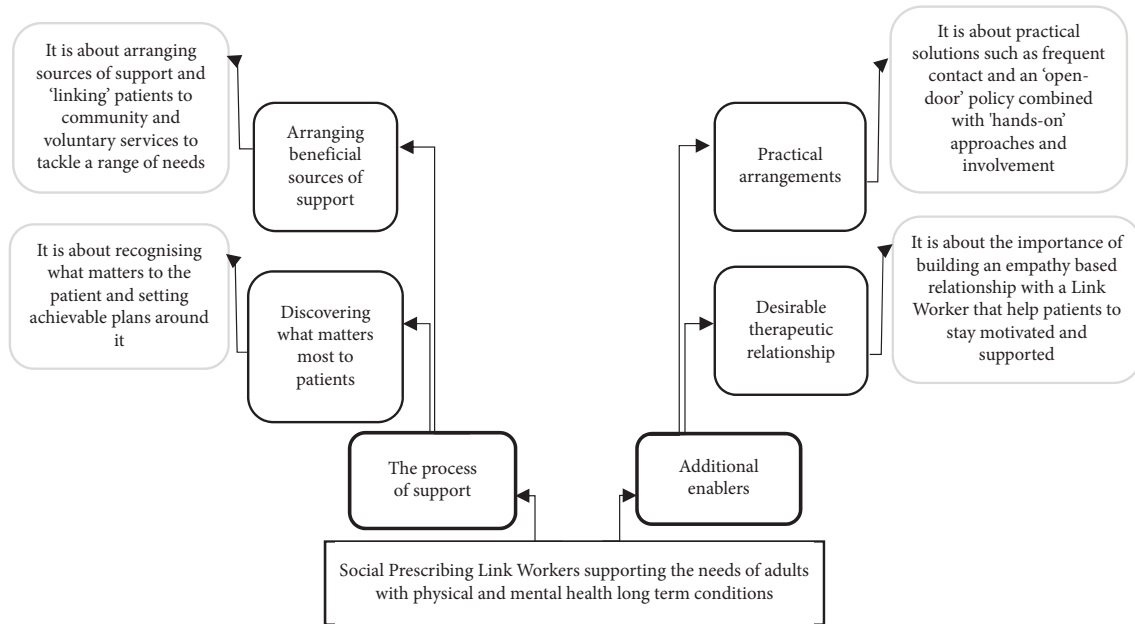 It is about arranging
sources of support and
‘linking’ patients to
community and
voluntary services to
tackle a range of needs
Arranging
beneficial
sources of
support
It is about recognising
what matters to the
patient and setting
achievable plans around
it
Discovering
what matters
most to
patients
The process
of support
It is about practical
solutions such as frequent
contact and an ‘open-
door’ policy combined
with 'hands-on'
approaches and
involvement
Practical
arrangements
It is about the importance of
building an empathy based
relationship with a Link
Worker that help patients to
stay motivated and
supported
Desirable
therapeutic
relationship
Additional
enablers
Social Prescribing Link Workers supporting the needs of adults
with physical and mental health long term conditions